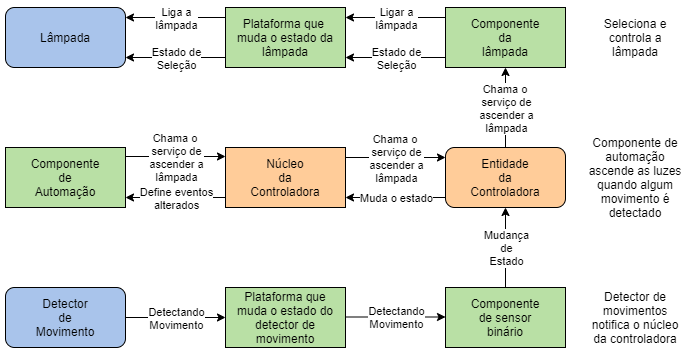 Lâmpada
Liga a
lâmpada
Estado de
Seleção
Plataforma que
muda o estado da
lâmpada
Ligar a
lâmpada
Estado de
Seleção
Componente
da
lâmpada
Seleciona e
controla a
lâmpada
Chama o
serviço de
ascender a
lâmpada
Componente
de
Automação
Chama o
serviço de
ascender a
lâmpada
Define eventos
alterados
Núcleo
da
Controladora
Chama o
serviço de
ascender a
lâmpada
Muda o estado
Entidade
da
Controladora
Componente de
automação
ascende as luzes
quando algum
movimento é
detectado
Mudança
de
Estado
Detector
de
Movimento
Detectando
Movimento
Plataforma que
muda o estado do
detector de
movimento
Detectando
Movimento
Componente
de sensor
binário
Detector de
movimentos
notifica o núcleo
da controladora